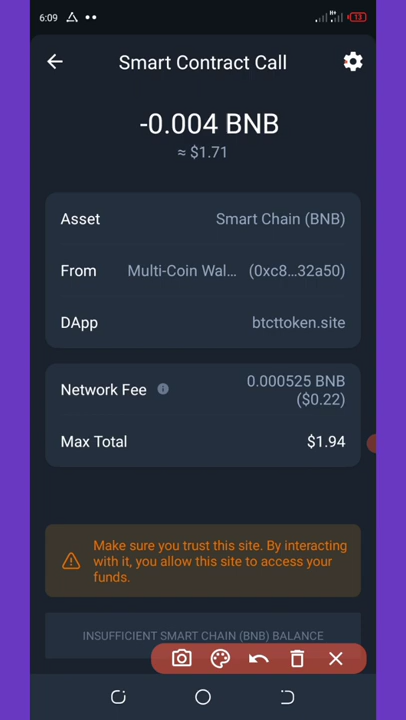 6:09
13
Smart Contract Call
-0.004 BNB
≈ $1.71
Asset Smart Chain (BNB)
From Multi-Coin Wal... (0xc8...32a50)
DApp btcttoken.site
Network Fee 0.000525 BNB
($0.22)
Max Total $1.94
Make sure you trust this site. By interacting
with it, you allow this site to access your
funds.
INSUFFICIENT SMART CHAIN (BNB) BALANCE